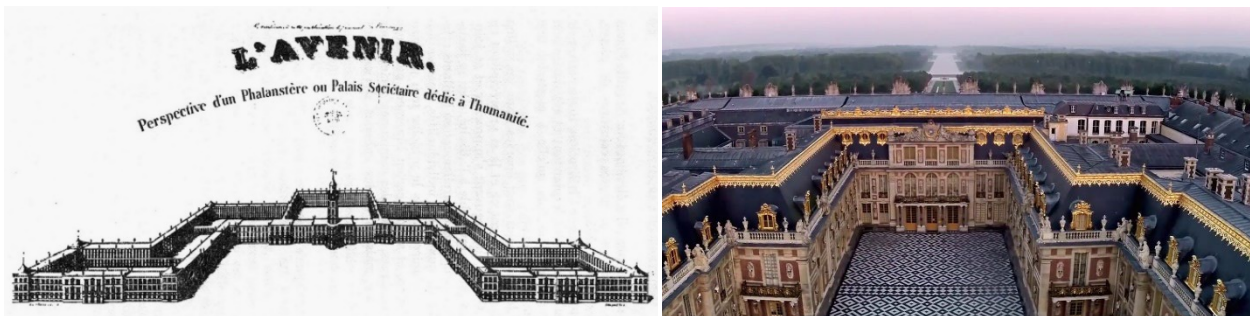 L'AVENIR.
Perspective d'un Phalanstère ou Palais Sociétaire dédié à l'humanité.